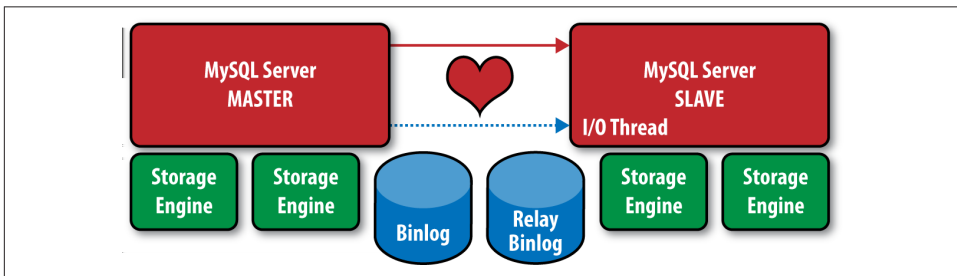 MySQL Server
MASTER
MySQL Server
SLAVE
I/O Thread
Storage
Engine
Storage
Engine
Binlog
Relay
Binlog
Storage
Engine
Storage
Engine